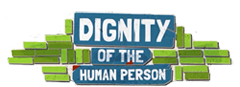 DIGNITY
OF THE
HUMAN PERSON